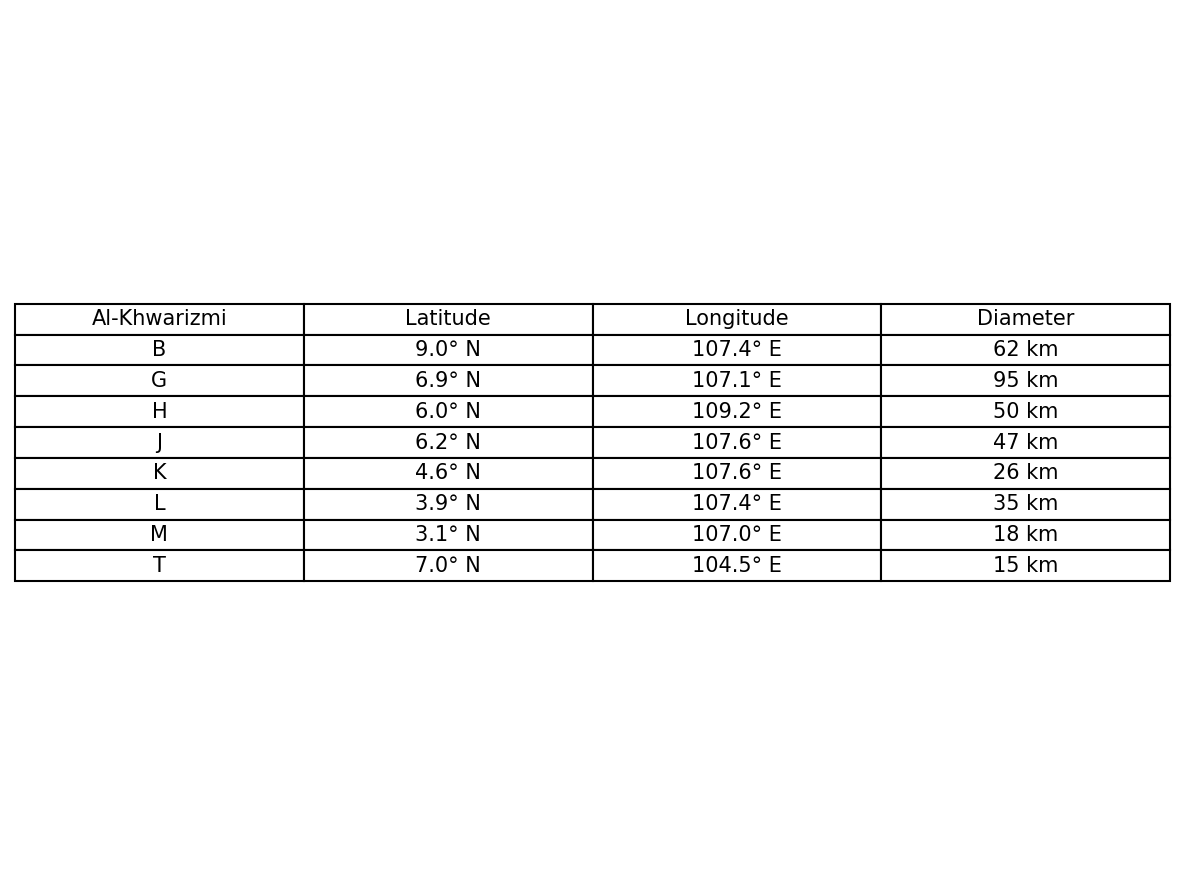 Al-Khwarizmi Latitude Longitude Diameter
B 9.0° N 107.4° E 62 km
G 6.9° N 107.1° E 95 km
H 6.0° N 109.2° E 50 km
J 6.2° N 107.6° E 47 km
K 4.6° N 107.6° E 26 km
L 3.9° N 107.4° E 35 km
M 3.1° N 107.0° E 18 km
T 7.0° N 104.5° E 15 km